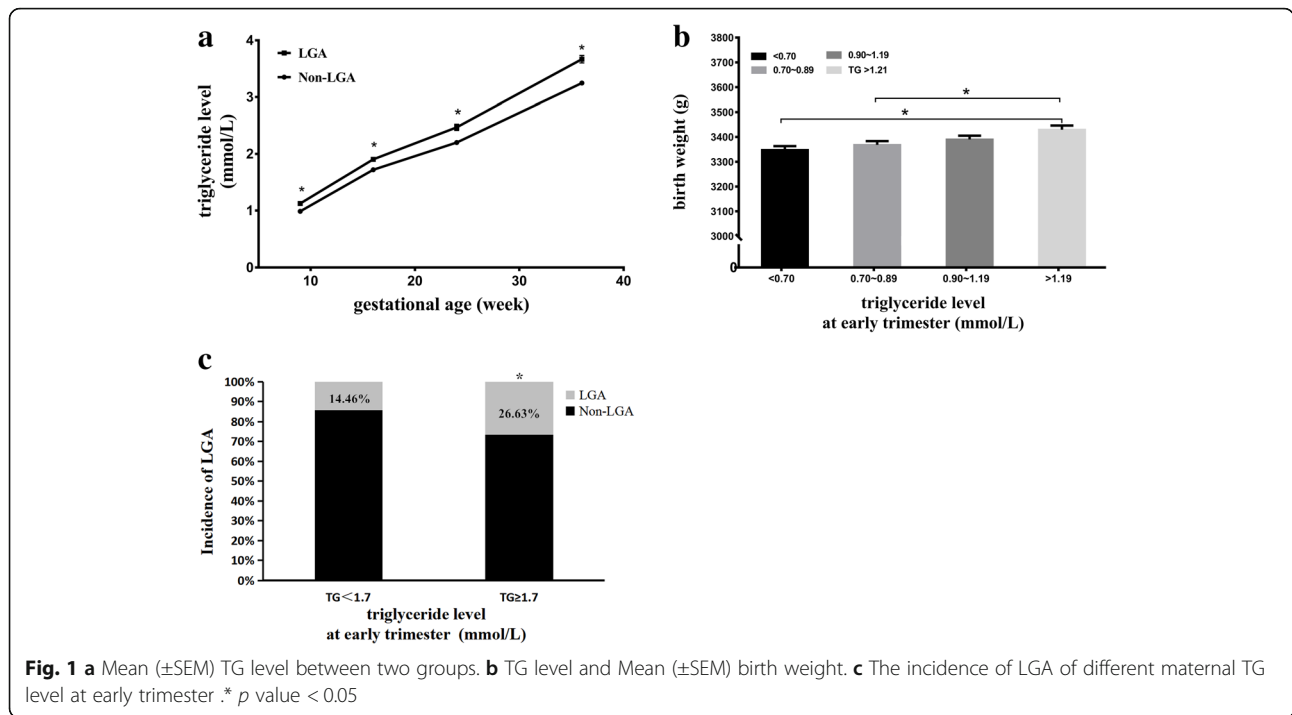 a
LGA
Non-LGA
4
3
2
1
0
*
*
*
*
10
20
30
40
triglyceride level
(mmol/L)
gestational age (week)
b
<0.70
0.90~1.19
0.70~0.89
TG >1.21
3800
3700
3600
3500
3400
3300
3200
3100
3000
0
*
*
birth weight (g)
<0.70
0.70~0.89
0.90~1.19
>1.19
triglyceride level
at early trimester (mmol/L)
c
100%
90%
80%
70%
60%
50%
40%
30%
20%
10%
0%
Incidence of LGA
*
14.46%
26.63%
LGA
Non-LGA
TG<1.7
TG≥1.7
triglyceride level
at early trimester (mmol/L)
Fig. 1 a Mean (±SEM) TG level between two groups. b TG level and Mean (±SEM) birth weight. c The incidence of LGA of different maternal TG
level at early trimester .* p value < 0.05